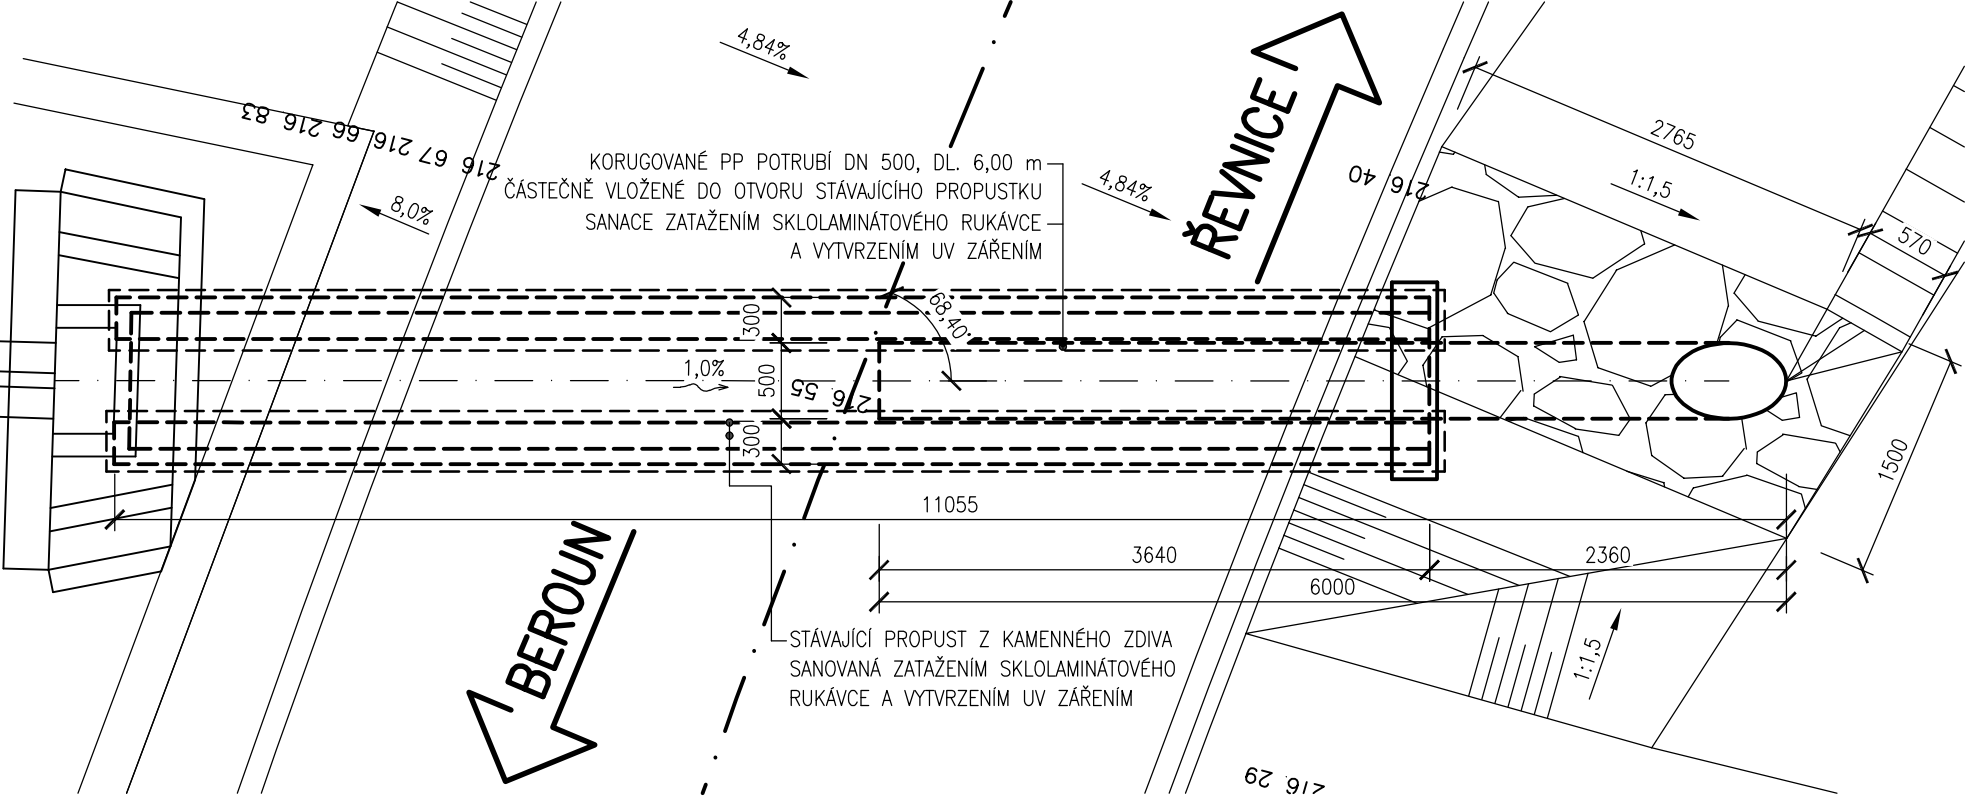 4,84%
ŘEVNICE
2765
1:1,5
570
216 83
216 66
216 67
216
KORUGOVANÉ PP POTRUBÍ DN 500, DL. 6,00 m
ČÁSTEČNĚ VLOŽENÉ DO OTVORU STÁVAJÍCÍHO PROPUSTKU
SANACE ZATAŽENÍM SKLOLAMINÁTOVÉHO RUKÁVCE
A VYTVRZENÍM UV ZÁŘENÍM
8,0%
4,84%
216 40
300
68,40°
1,0%
500
216 55
300
1500
11055
3640
2360
6000
BEROUN
STÁVAJÍCÍ PROPUST Z KAMENNÉHO ZDIVA
SANOVANÁ ZATAŽENÍM SKLOLAMINÁTOVÉHO
RUKÁVCE A VYTVRZENÍM UV ZÁŘENÍM
1:1,5
216 29